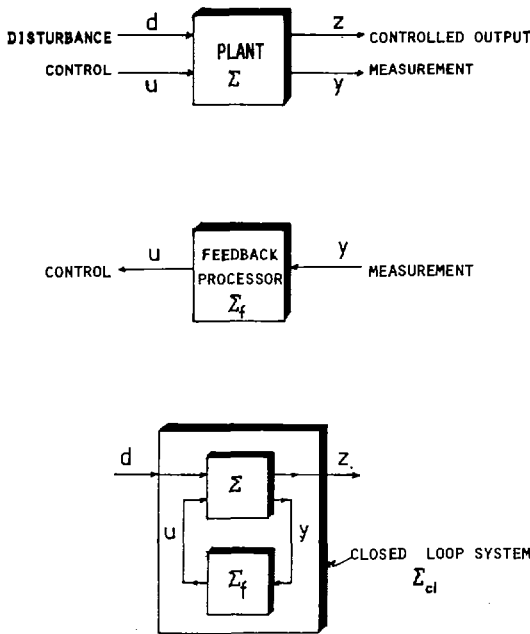 DISTURBANCE d PLANT z CONTROLLED OUTPUT
CONTROL u Σ y MEASUREMENT
CONTROL u FEEDBACK PROCESSOR y MEASUREMENT
Σf
d Σ z.
u y
Σf CLOSED LOOP SYSTEM
Σcl